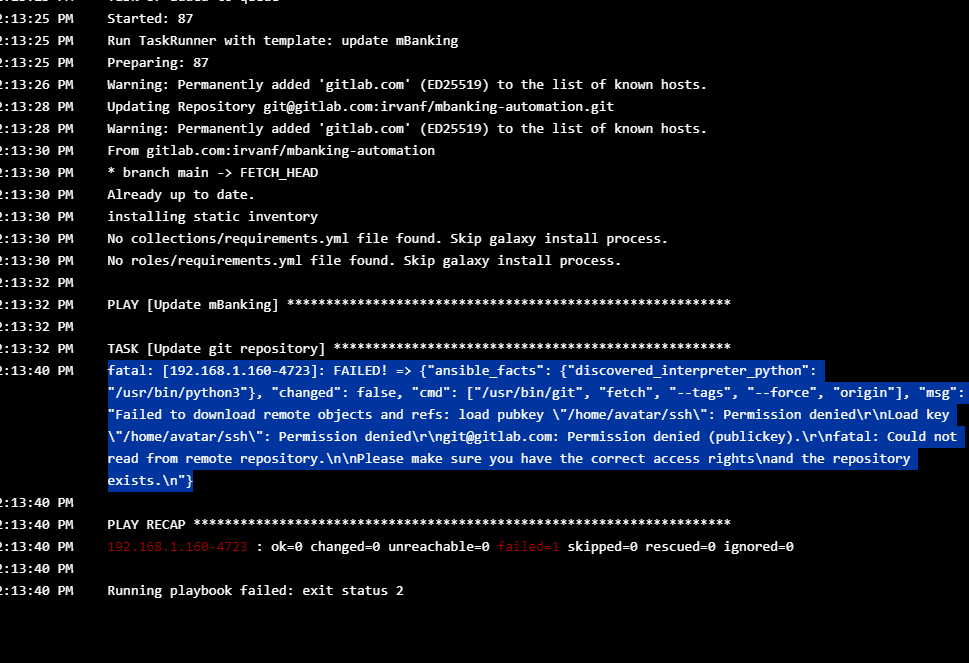 2:13:25 PM Started: 87
2:13:25 PM Run TaskRunner with template: update mBanking
2:13:25 PM Preparing: 87
2:13:26 PM Warning: Permanently added 'gitlab.com' (ED25519) to the list of known hosts.
2:13:28 PM Updating Repository git@gitlab.com:irvanf/mbanking-automation.git
2:13:28 PM Warning: Permanently added 'gitlab.com' (ED25519) to the list of known hosts.
2:13:30 PM From gitlab.com:irvanf/mbanking-automation
2:13:30 PM * branch main -> FETCH_HEAD
2:13:30 PM Already up to date.
2:13:30 PM installing static inventory
2:13:30 PM No collections/requirements.yml file found. Skip galaxy install process.
2:13:30 PM No roles/requirements.yml file found. Skip galaxy install process.
2:13:32 PM
2:13:32 PM PLAY [Update mBanking] *********************************************************
2:13:32 PM
2:13:32 PM TASK [Update git repository] ***************************************************
2:13:40 PM fatal: [192.168.1.160-4723]: FAILED! => {"ansible_facts": {"discovered_interpreter_python":
"/usr/bin/python3"}, "changed": false, "cmd": ["/usr/bin/git", "fetch", "--tags", "--force", "origin"], "msg":
"Failed to download remote objects and refs: load pubkey \"/home/avatar/ssh\": Permission denied\r\nLoad key
\"/home/avatar/ssh\": Permission denied\r\ngit@gitlab.com: Permission denied (publickey).\r\nfatal: Could not
read from remote repository.\n\nPlease make sure you have the correct access rights\nand the repository
exists.\n"}
2:13:40 PM
2:13:40 PM PLAY RECAP *********************************************************************
2:13:40 PM 192.168.1.160-4723 : ok=0 changed=0 unreachable=0 failed=1 skipped=0 rescued=0 ignored=0
2:13:40 PM
2:13:40 PM Running playbook failed: exit status 2